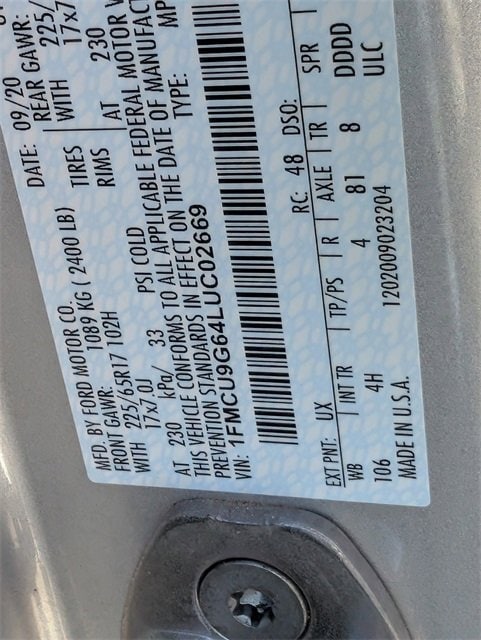 MFD. BY FORD MOTOR CO. DATE: 09/20
FRONT GAWR: 1089 KG ( 2400 LB) REAR GAWR:
WITH 225/65R17 102H TIRES WITH 225/
17x7.0J RIMS 17x7
AT 230 kPa/ 33 PSI COLD AT 230
THIS VEHICLE CONFORMS TO ALL APPLICABLE FEDERAL MOTOR
PREVENTION STANDARDS IN EFFECT ON THE DATE OF MANUFACT
VIN: 1FMCU9G64LUC02669 TYPE: MP
EXT PNT: UX RC: 48 DSO:
WB | INT TR | TP/PS | R | AXLE | TR | SPR
106 4H 4 81 8 DDDD
MADE IN U.S.A. 1202009023204 ULC